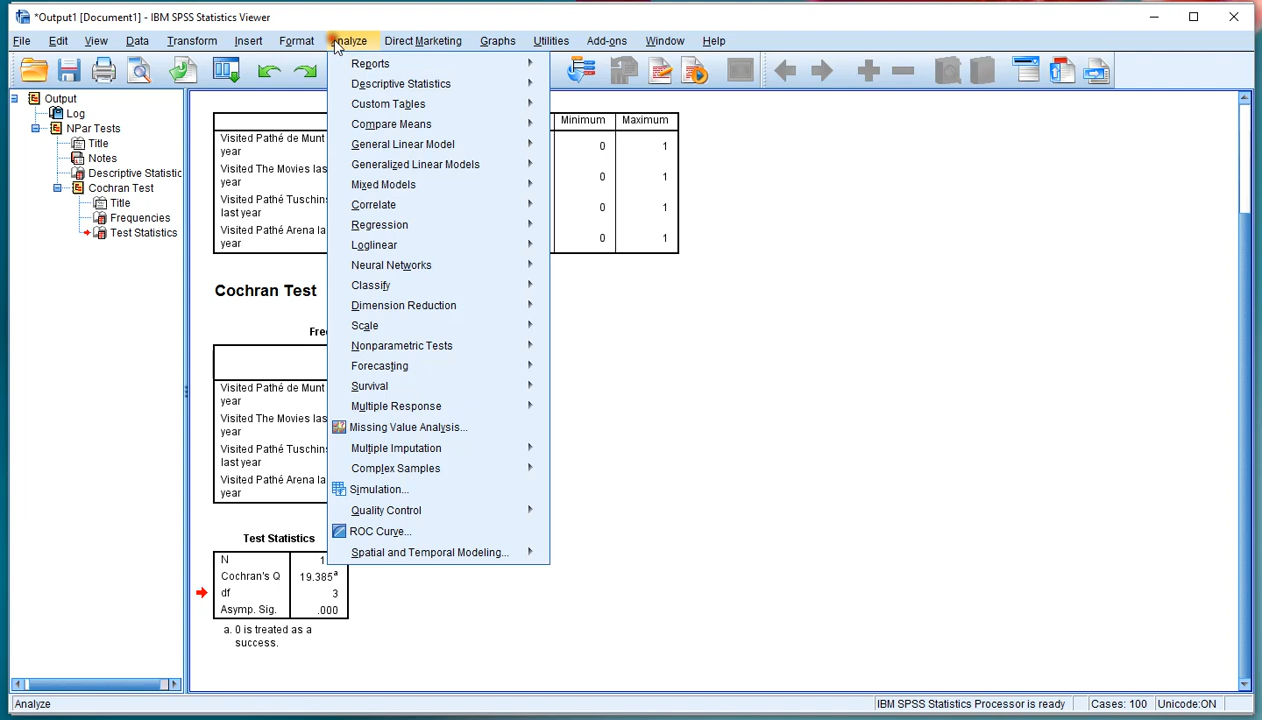 *Output1 [Document1] - IBM SPSS Statistics Viewer
File Edit View Data Transform Insert Format Analyze Direct Marketing Graphs Utilities Add-ons Window Help
Output
Log
NPar Tests
Title
Notes
Descriptive Statistic
Cochran Test
Title
Frequencies
Test Statistics
Reports
Descriptive Statistics
Custom Tables
Compare Means
General Linear Model
Generalized Linear Models
Mixed Models
Correlate
Regression
Loglinear
Neural Networks
Classify
Dimension Reduction
Scale
Nonparametric Tests
Forecasting
Survival
Multiple Response
Missing Value Analysis...
Multiple Imputation
Complex Samples
Simulation...
Quality Control
ROC Curve...
Spatial and Temporal Modeling...
Minimum Maximum
Visited Pathé de Munt
year 0 1
Visited The Movies last
year 0 1
Visited Pathé Tuschins
last year 0 1
Visited Pathé Arena la
year 0 1
Cochran Test
Fre
Visited Pathé de Munt
year
Visited The Movies las
year
Visited Pathé Tuschins
last year
Visited Pathé Arena la
year
Test Statistics
N 1
Cochran's Q 19.385a
df 3
Asymp. Sig. .000
a. 0 is treated as a
success.
Analyze
IBM SPSS Statistics Processor is ready Cases: 100 Unicode:ON